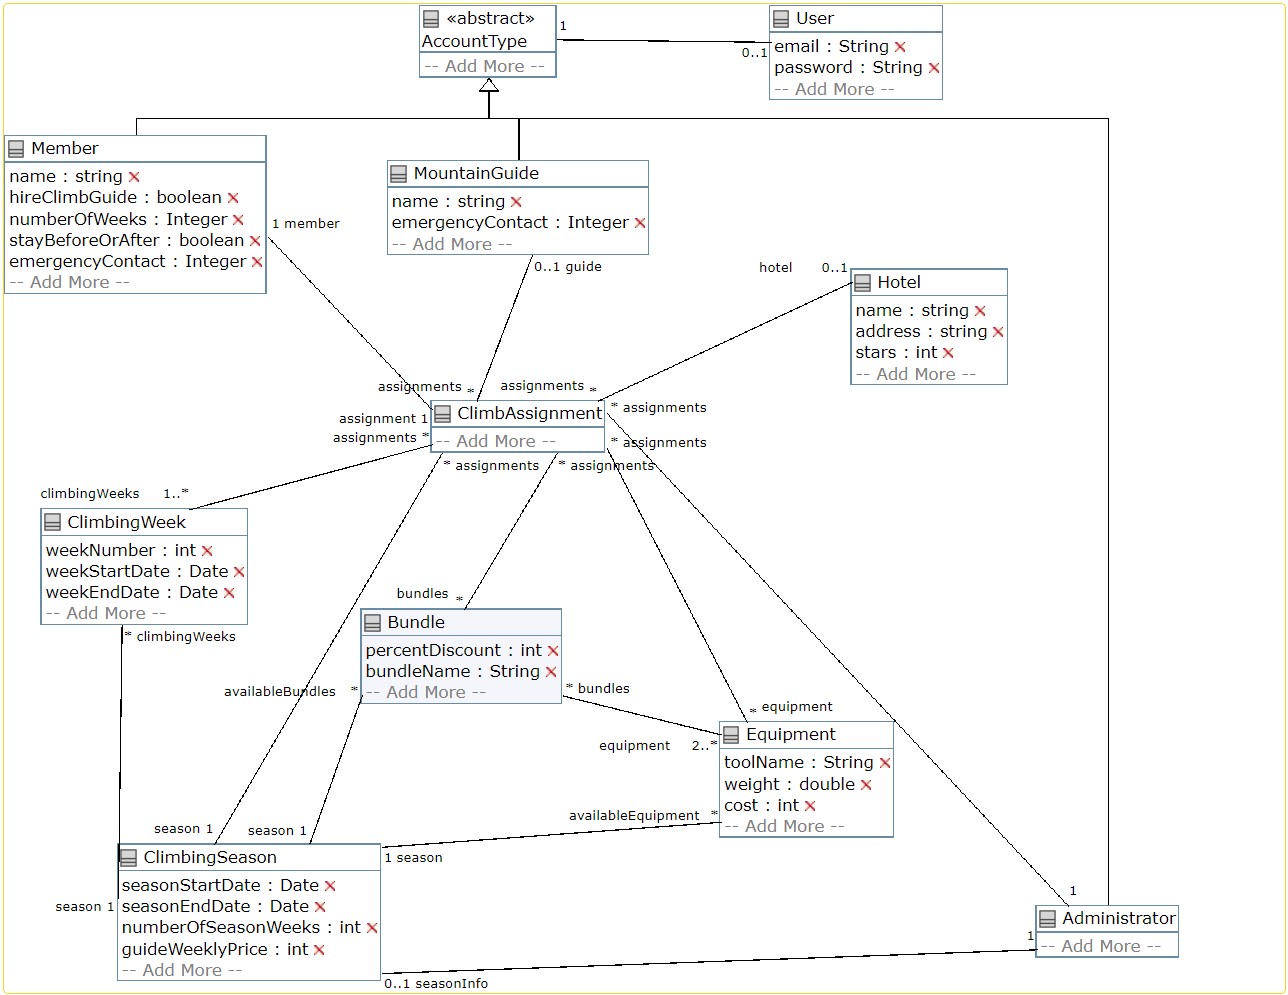 «abstract»
AccountType
-- Add More --
1
0..1
User
email : String
password : String
-- Add More --
Member
name : string
hireClimbGuide : boolean
numberOfWeeks : Integer
stayBeforeOrAfter : boolean
emergencyContact : Integer
-- Add More --
1 member
MountainGuide
name : string
emergencyContact : Integer
-- Add More --
0..1 guide
hotel 0..1
Hotel
name : string
address : string
stars : int
-- Add More --
assignments *
assignments *
assignment 1
assignments *
ClimbAssignment
-- Add More --
* assignments
* assignments
* assignments
* assignments
climbingWeeks 1..*
ClimbingWeek
weekNumber : int
weekStartDate : Date
weekEndDate : Date
-- Add More --
* climbingWeeks
bundles *
Bundle
percentDiscount : int
bundleName : String
-- Add More --
availableBundles *
* bundles
* equipment
equipment 2..*
Equipment
toolName : String
weight : double
cost : int
-- Add More --
availableEquipment *
season 1
season 1
1 season
season 1
ClimbingSeason
seasonStartDate : Date
seasonEndDate : Date
numberOfSeasonWeeks : int
guideWeeklyPrice : int
-- Add More --
0..1 seasonInfo
1
1
Administrator
-- Add More --